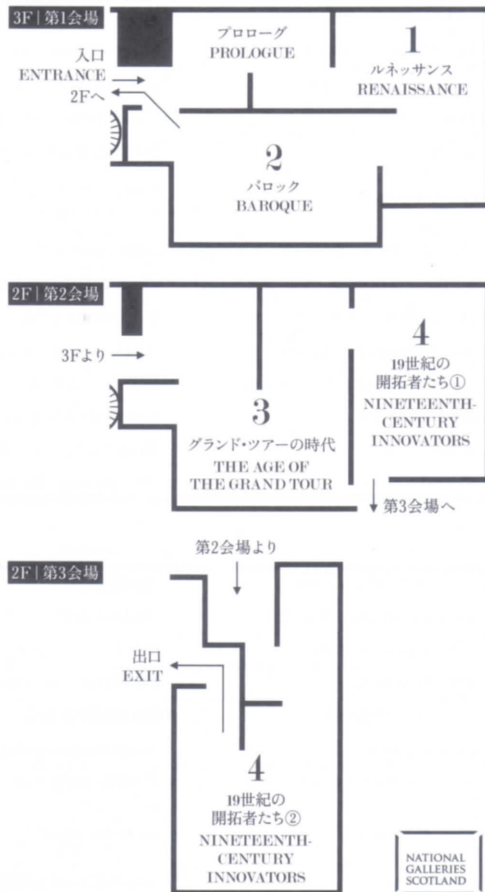 3F|第1会場
入口
ENTRANCE
2Fへ
プロローグ
PROLOGUE
1
ルネッサンス
RENAISSANCE
2
バロック
BAROQUE
2F|第2会場
3Fより
3
グランド・ツアーの時代
THE AGE OF
THE GRAND TOUR
4
19世紀の
開拓者たち①
NINETEENTH-
CENTURY
INNOVATORS
第3会場へ
2F|第3会場
第2会場より
出口
EXIT
4
19世紀の
開拓者たち②
NINETEENTH-
CENTURY
INNOVATORS
NATIONAL
GALLERIES
SCOTLAND